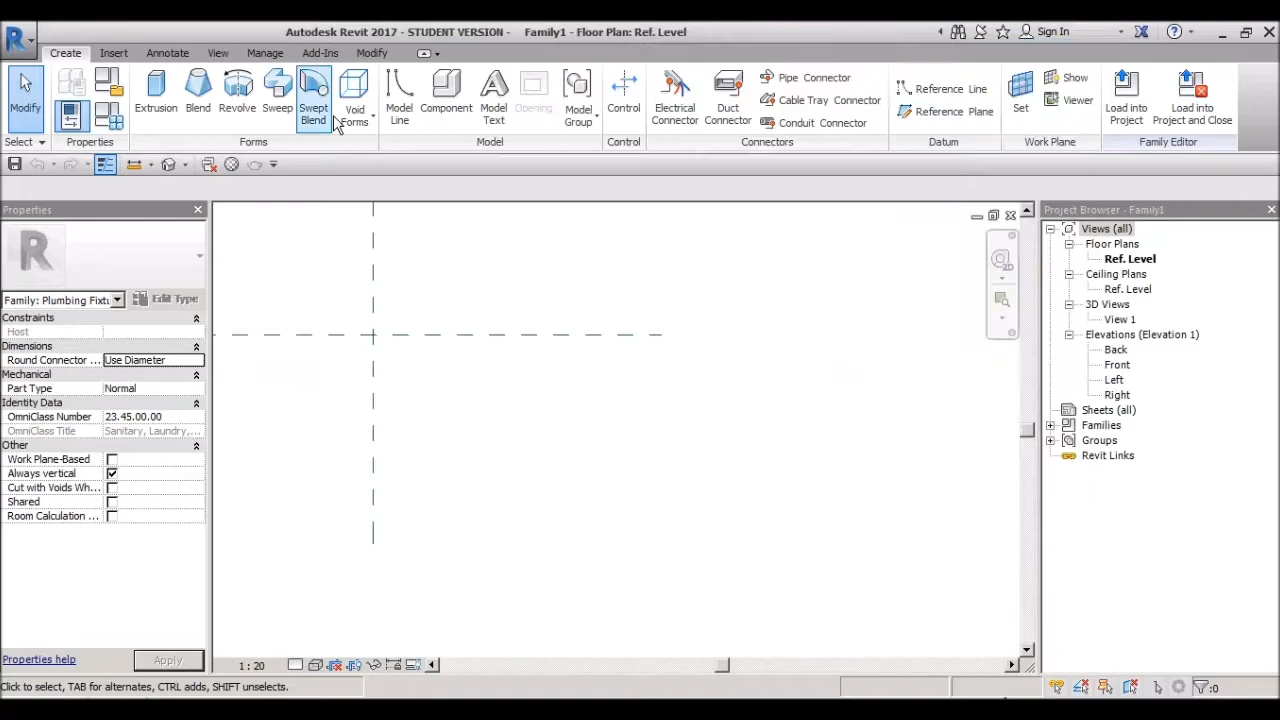 Autodesk Revit 2017 - STUDENT VERSION - Family1 - Floor Plan: Ref. Level
Sign In
Create Insert Annotate View Manage Add-Ins Modify
Modify
Extrusion Blend Revolve Sweep Swept Blend Void Forms
Model Line Component Model Text Opening Model Group
Control
Electrical Connector Duct Connector
Pipe Connector
Cable Tray Connector
Conduit Connector
Reference Line
Reference Plane
Set
Show
Viewer
Load into Project
Load into Project and Close
Select Properties Forms Model Control Connectors Datum Work Plane Family Editor
Properties
R
Family: Plumbing Fixtu
Edit Type
Constraints
Host
Dimensions
Round Connector ... Use Diameter
Mechanical
Part Type Normal
Identity Data
OmniClass Number 23.45.00.00
OmniClass Title Sanitary, Laundry,...
Other
Work Plane-Based
Always vertical
Cut with Voids Wh...
Shared
Room Calculation ...
Properties help
Apply
2D
1 : 20
Project Browser - Family1
Views (all)
Floor Plans
Ref. Level
Ceiling Plans
Ref. Level
3D Views
View 1
Elevations (Elevation 1)
Back
Front
Left
Right
Sheets (all)
Families
Groups
Revit Links
Click to select, TAB for alternates, CTRL adds, SHIFT unselects.
:0